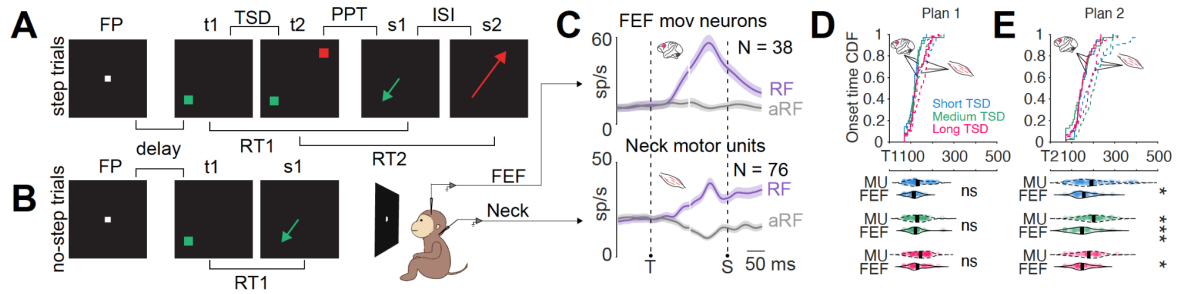 A
step trials
FP
t1
TSD
t2
PPT
s1
ISI
s2
delay
RT1
RT2
B
no-step trials
FP
t1
s1
RT1
FEF
Neck
C
FEF mov neurons
60
sp/s
0
N = 38
RF
aRF
Neck motor units
50
sp/s
0
N = 76
RF
aRF
T
S
50 ms
D
Plan 1
Onset time CDF
1
0.8
0.6
0.4
0.2
0
Short TSD
Medium TSD
Long TSD
T1 100
300
500
MU
FEF
ns
MU
FEF
ns
MU
FEF
ns
E
Plan 2
1
0.8
0.6
0.4
0.2
0
T2 100
300
500
MU
FEF
*
MU
FEF
***
MU
FEF
*